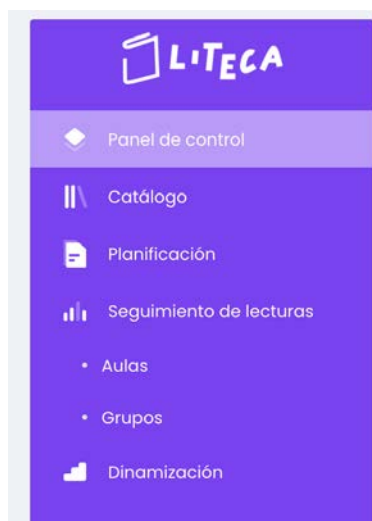 LITECA
Panel de control
Catálogo
Planificación
Seguimiento de lecturas
• Aulas
• Grupos
Dinamización